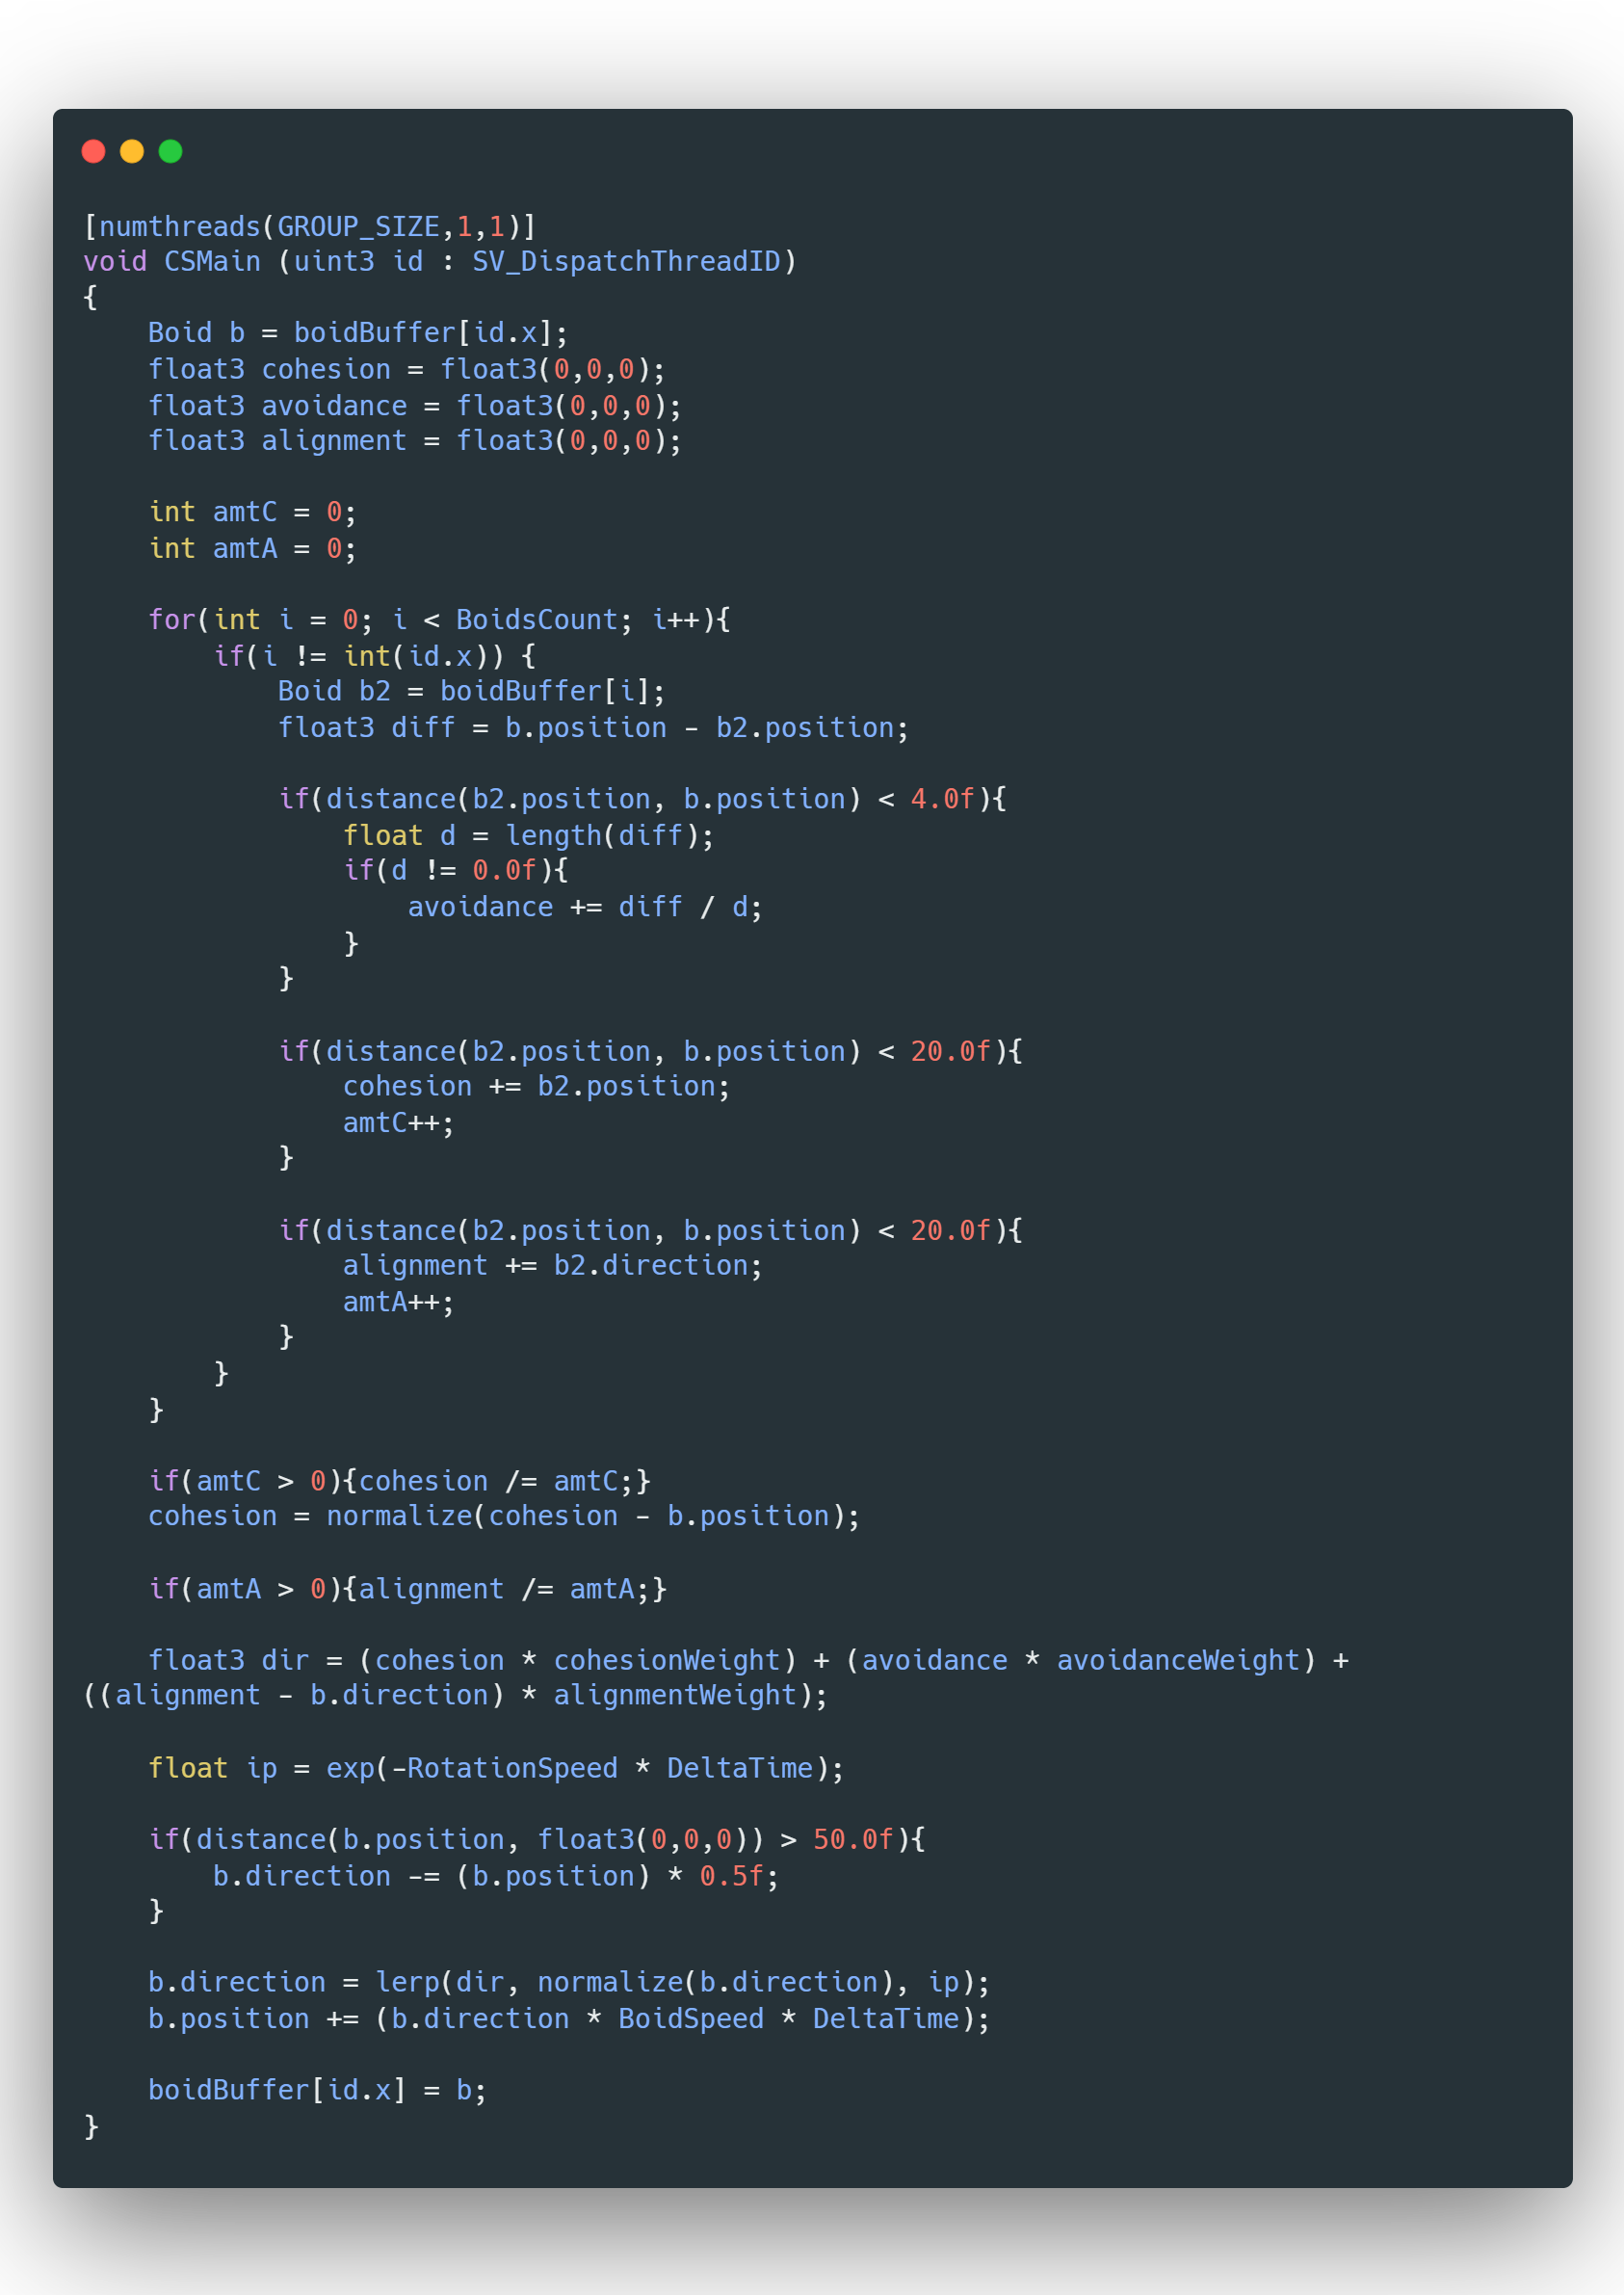 [numthreads(GROUP_SIZE,1,1)]
void CSMain (uint3 id : SV_DispatchThreadID)
{
    Boid b = boidBuffer[id.x];
    float3 cohesion = float3(0,0,0);
    float3 avoidance = float3(0,0,0);
    float3 alignment = float3(0,0,0);

    int amtC = 0;
    int amtA = 0;

    for(int i = 0; i < BoidsCount; i++){
        if(i != int(id.x)) {
            Boid b2 = boidBuffer[i];
            float3 diff = b.position - b2.position;

            if(distance(b2.position, b.position) < 4.0f){
                float d = length(diff);
                if(d != 0.0f){
                    avoidance += diff / d;
                }
            }

            if(distance(b2.position, b.position) < 20.0f){
                cohesion += b2.position;
                amtC++;
            }

            if(distance(b2.position, b.position) < 20.0f){
                alignment += b2.direction;
                amtA++;
            }
        }
    }

    if(amtC > 0){cohesion /= amtC;}
    cohesion = normalize(cohesion - b.position);

    if(amtA > 0){alignment /= amtA;}

    float3 dir = (cohesion * cohesionWeight) + (avoidance * avoidanceWeight) +
((alignment - b.direction) * alignmentWeight);

    float ip = exp(-RotationSpeed * DeltaTime);

    if(distance(b.position, float3(0,0,0)) > 50.0f){
        b.direction -= (b.position) * 0.5f;
    }

    b.direction = lerp(dir, normalize(b.direction), ip);
    b.position += (b.direction * BoidSpeed * DeltaTime);

    boidBuffer[id.x] = b;
}